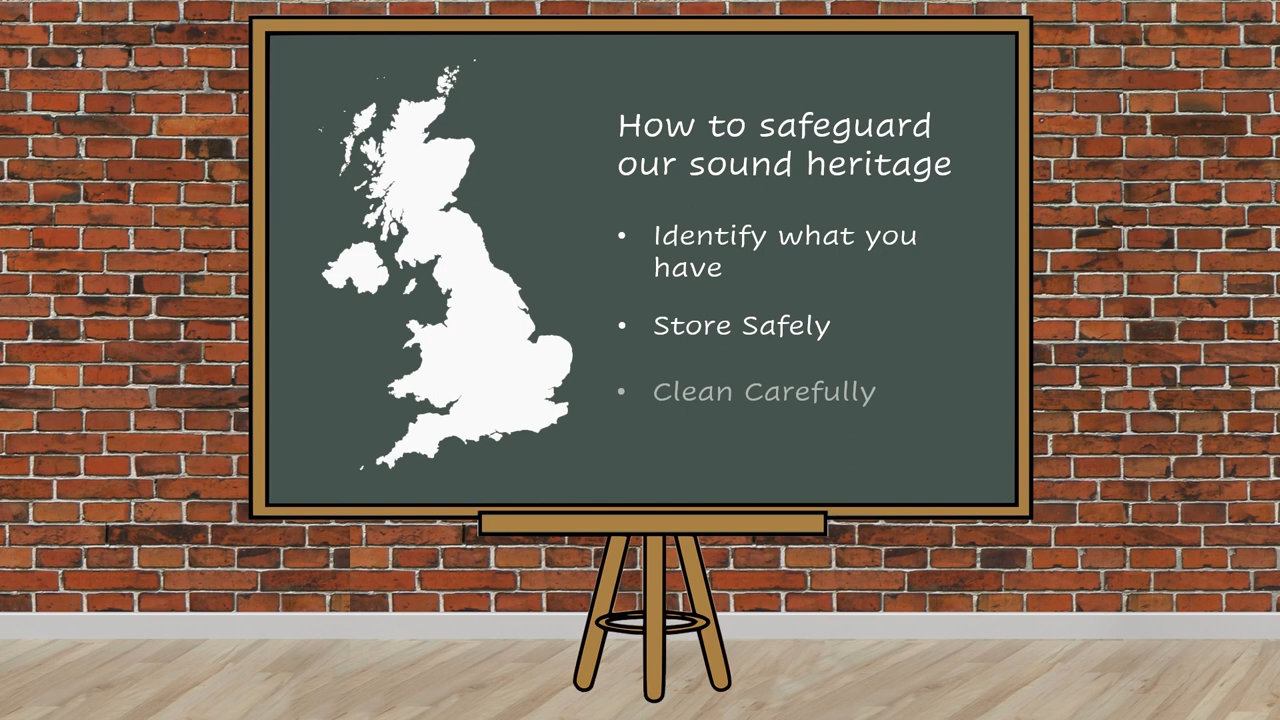 How to safeguard
our sound heritage
• Identify what you
have
• Store Safely
• Clean Carefully